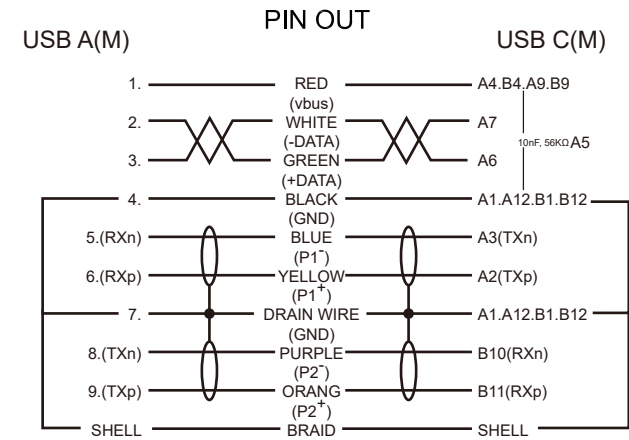 PIN OUT
USB A(M) USB C(M)
1. RED A4.B4.A9.B9
(vbus)
2. WHITE A7
(-DATA) 10nF, 56KΩ A5
3. GREEN A6
(+DATA)
4. BLACK A1.A12.B1.B12
(GND)
5.(RXn) BLUE A3(TXn)
(P1-)
6.(RXp) YELLOW A2(TXp)
(P1+)
7. DRAIN WIRE A1.A12.B1.B12
(GND)
8.(TXn) PURPLE B10(RXn)
(P2-)
9.(TXp) ORANG B11(RXp)
(P2+)
SHELL BRAID SHELL